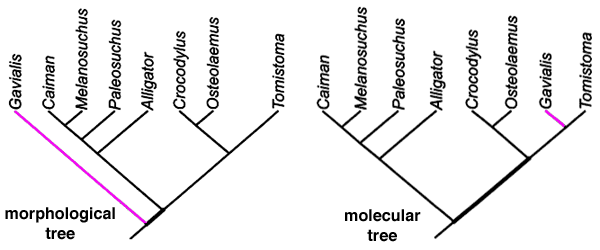 Gavialis
Caiman
Melanosuchus
Paleosuchus
Alligator
Crocodylus
Osteolaemus
Tomistoma
morphological
tree
Caiman
Melanosuchus
Paleosuchus
Alligator
Crocodylus
Osteolaemus
Gavialis
Tomistoma
molecular
tree